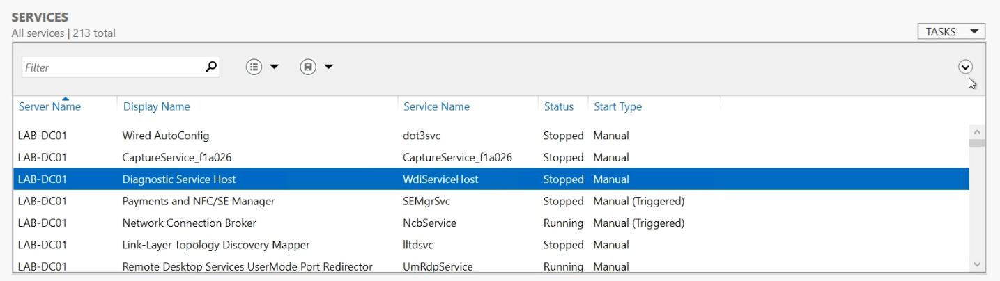 SERVICES
All services | 213 total
TASKS
Filter
Server Name Display Name Service Name Status Start Type
LAB-DC01 Wired AutoConfig dot3svc Stopped Manual
LAB-DC01 CaptureService_f1a026 CaptureService_f1a026 Stopped Manual
LAB-DC01 Diagnostic Service Host WdiServiceHost Stopped Manual
LAB-DC01 Payments and NFC/SE Manager SEMgrSvc Stopped Manual (Triggered)
LAB-DC01 Network Connection Broker NcbService Running Manual (Triggered)
LAB-DC01 Link-Layer Topology Discovery Mapper lltdsvc Stopped Manual
LAB-DC01 Remote Desktop Services UserMode Port Redirector UmRdpService Running Manual